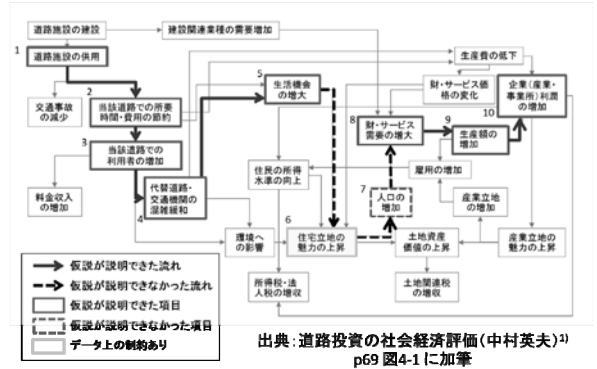 道路施設の建設
建設関連業種の需要増加
1
道路施設の供用
生産費の低下
2
5
生活機会
の増大
財・サービス価
格の変化
企業(産業・
事業所)利潤
の増加
10
交通事故
の減少
当該道路での所要
時間・費用の節約
8
財・サービス
需要の増大
9
生産額の
増加
3
当該道路での
利用者の増加
住民の所得
水準の向上
雇用の増加
7
人口の
増加
産業立地
の増加
料金収入
の増加
4
代替道路・
交通機関の
混雑緩和
6
環境へ
の影響
住宅立地の
魅力の上昇
土地資産
価値の上昇
産業立地の
魅力の上昇
所得税・法
人税の増収
土地関連税
の増収
仮説が説明できた流れ
仮説が説明できなかった流れ
仮説が説明できた項目
仮説が説明できなかった項目
データ上の制約あり
出典:道路投資の社会経済評価(中村英夫)1)
p69 図4-1 に加筆